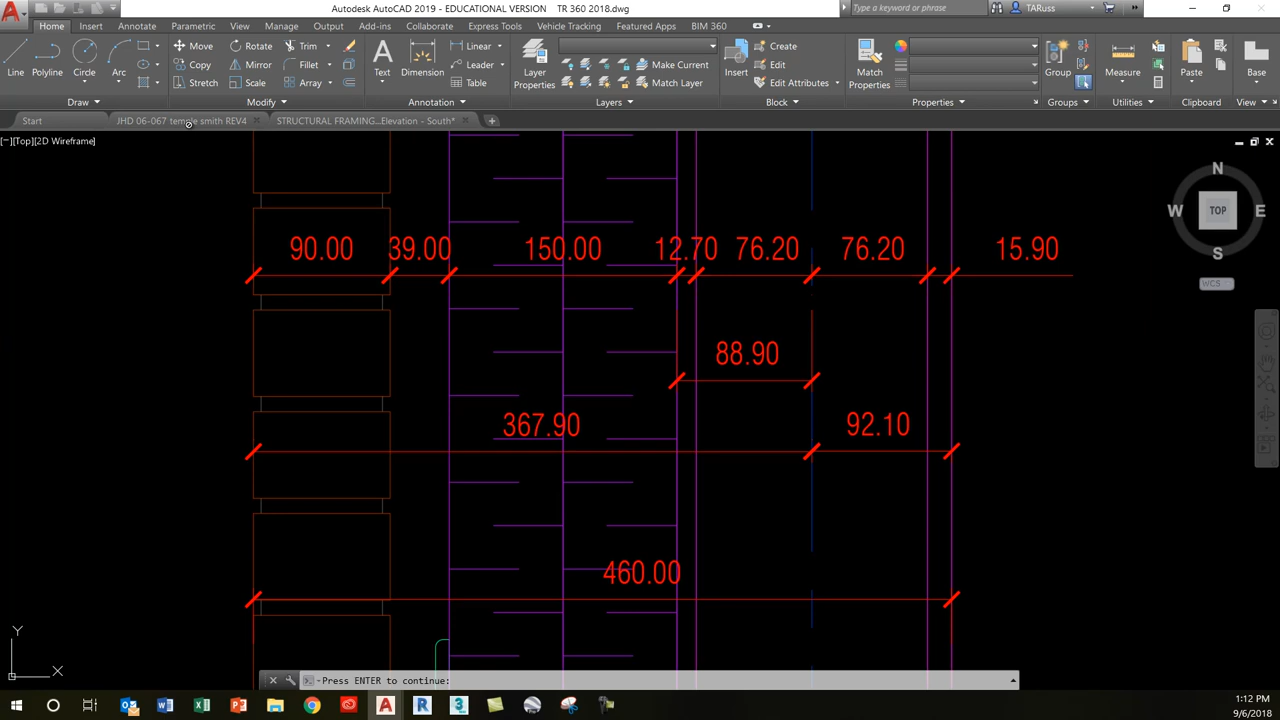 Autodesk AutoCAD 2019 - EDUCATIONAL VERSION TR 360 2018.dwg
Type a keyword or phrase
TARuss
Home Insert Annotate Parametric View Manage Output Add-ins Collaborate Express Tools Vehicle Tracking Featured Apps BIM 360
Line Polyline Circle Arc
Move Rotate Trim
Copy Mirror Fillet
Stretch Scale Array
Text Dimension
Linear
Leader
Table
Layer Properties
Make Current
Match Layer
Insert
Create
Edit
Edit Attributes
Match Properties
Group
Measure
Paste
Base
Draw Modify Annotation Layers Block Properties Groups Utilities Clipboard View
Start JHD 06-067 temple smith REV4 STRUCTURAL FRAMING...Elevation - South*
[−][Top][2D Wireframe]
N
W TOP E
S
WCS
90.00 39.00 150.00 12.70 76.20 76.20 15.90
88.90
367.90 92.10
460.00
Y
X
Press ENTER to continue:
1:12 PM
9/6/2018